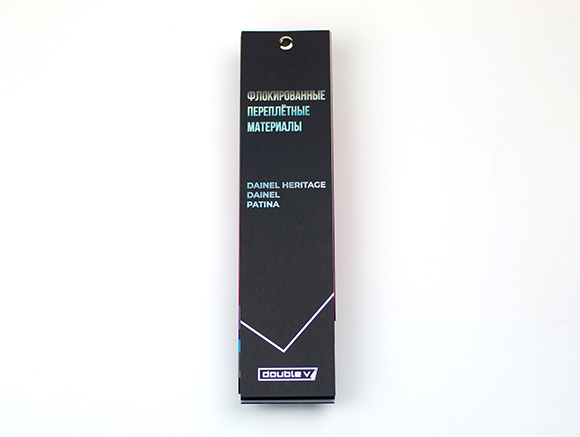 ФЛОКИРОВАННЫЕ
ПЕРЕПЛЁТНЫЕ
МАТЕРИАЛЫ
DAINEL HERITAGE
DAINEL
PATINA
double v